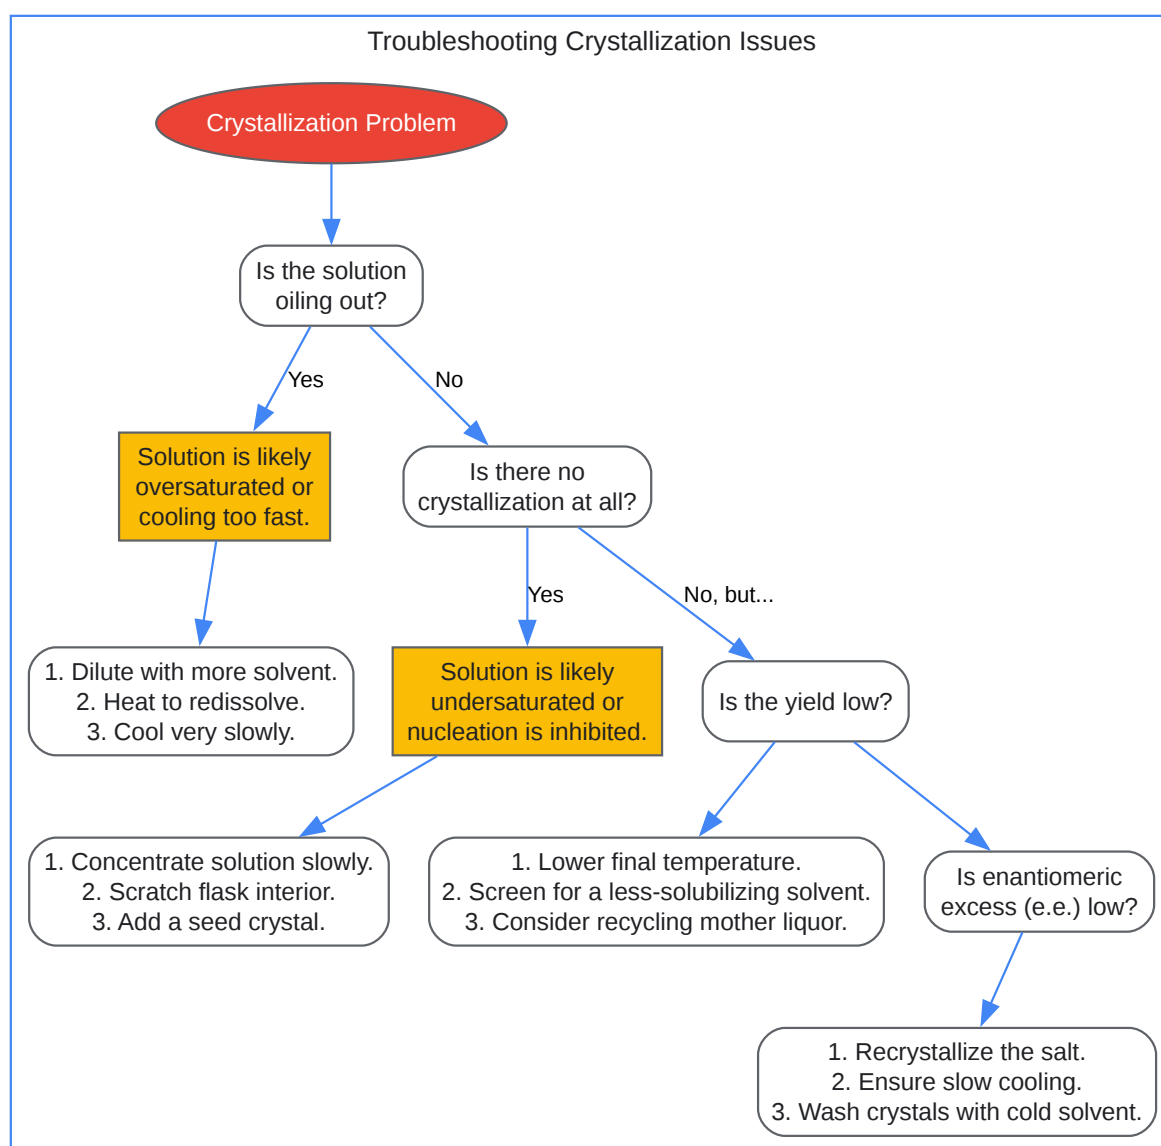 Troubleshooting Crystallization Issues
Crystallization Problem
Is the solution
oiling out?
Yes
No
Solution is likely
oversaturated or
cooling too fast.
Is there no
crystallization at all?
Yes
No, but...
1. Dilute with more solvent.
2. Heat to redissolve.
3. Cool very slowly.
Solution is likely
undersaturated or
nucleation is inhibited.
Is the yield low?
1. Concentrate solution slowly.
2. Scratch flask interior.
3. Add a seed crystal.
1. Lower final temperature.
2. Screen for a less-solubilizing solvent.
3. Consider recycling mother liquor.
Is enantiomeric
excess (e.e.) low?
1. Recrystallize the salt.
2. Ensure slow cooling.
3. Wash crystals with cold solvent.